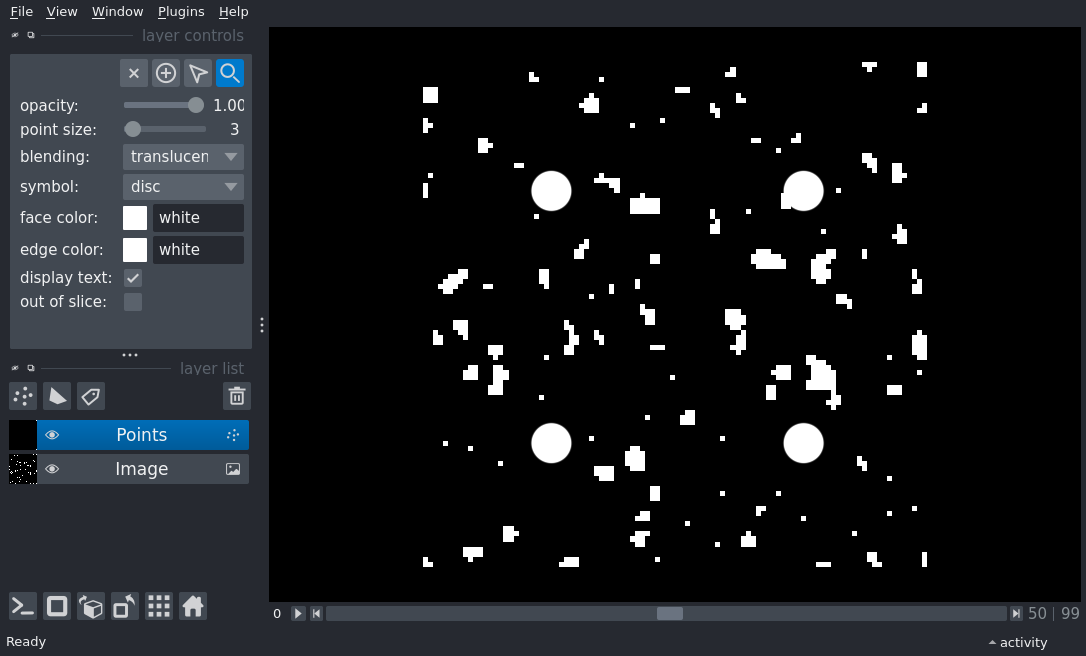 File View Window Plugins Help
layer controls
opacity: 1.00
point size: 3
blending: translucen
symbol: disc
face color: white
edge color: white
display text:
out of slice:
layer list
Points
Image
0 50 | 99
Ready activity